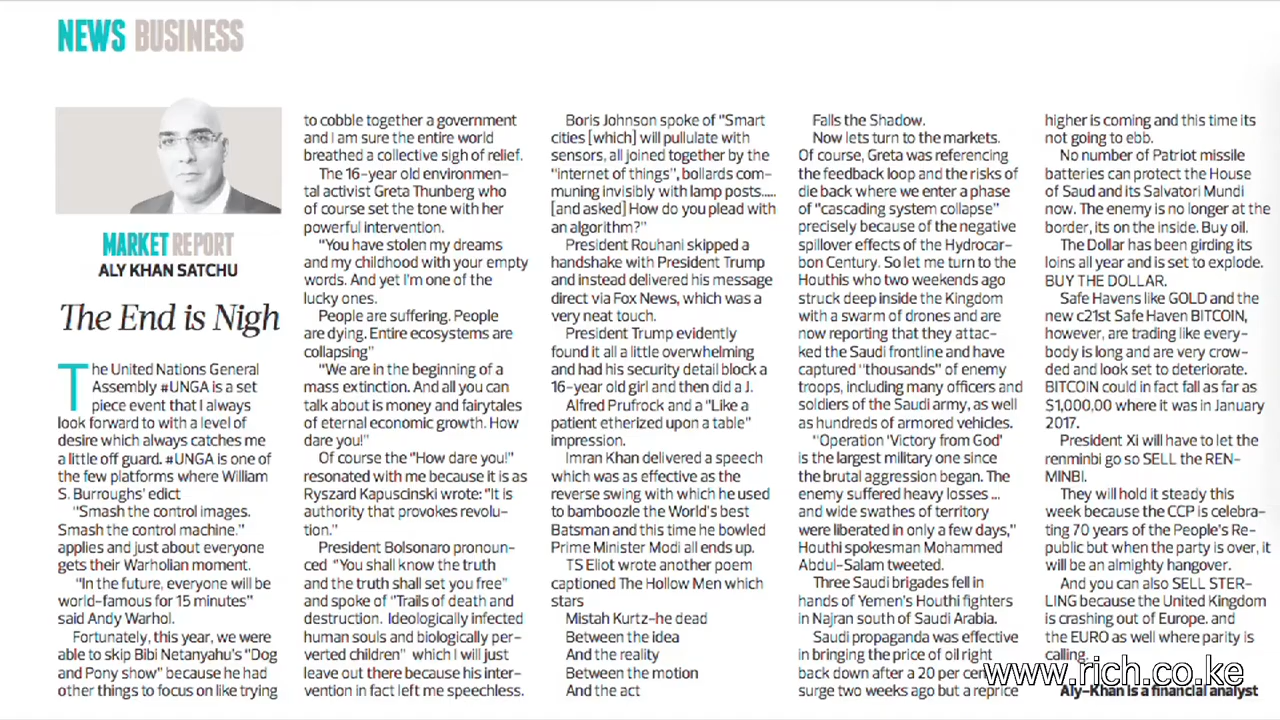 NEWS BUSINESS
MARKET REPORT
ALY KHAN SATCHU
The End is Nigh
The United Nations General
Assembly #UNGA is a set
piece event that I always
look forward to with a level of
desire which always catches me
a little off guard. #UNGA is one of
the few platforms where William
S. Burroughs' edict
"Smash the control images.
Smash the control machine."
applies and just about everyone
gets their Warholian moment.
"In the future, everyone will be
world-famous for 15 minutes"
said Andy Warhol.
Fortunately, this year, we were
able to skip Bibi Netanyahu's "Dog
and Pony show" because he had
other things to focus on like trying
to cobble together a government
and I am sure the entire world
breathed a collective sigh of relief.
The 16-year old environmen-
tal activist Greta Thunberg who
of course set the tone with her
powerful intervention.
"You have stolen my dreams
and my childhood with your empty
words. And yet I'm one of the
lucky ones.
People are suffering. People
are dying. Entire ecosystems are
collapsing"
"We are in the beginning of a
mass extinction. And all you can
talk about is money and fairytales
of eternal economic growth. How
dare you!"
Of course the "How dare you!"
resonated with me because it is as
Ryszard Kapuscinski wrote: "It is
authority that provokes revolu-
tion."
President Bolsonaro pronoun-
ced "You shall know the truth
and the truth shall set you free"
and spoke of "Trails of death and
destruction. Ideologically infected
human souls and biologically per-
verted children" which I will just
leave out there because his inter-
vention in fact left me speechless.
Boris Johnson spoke of "Smart
cities [which] will pullulate with
sensors, all joined together by the
"internet of things", bollards com-
muning invisibly with lamp posts.....
[and asked] How do you plead with
an algorithm?"
President Rouhani skipped a
handshake with President Trump
and instead delivered his message
direct via Fox News, which was a
very neat touch.
President Trump evidently
found it all a little overwhelming
and had his security detail block a
16-year old girl and then did a J.
Alfred Prufrock and a "Like a
patient etherized upon a table"
impression.
Imran Khan delivered a speech
which was as effective as the
reverse swing with which he used
to bamboozle the World's best
Batsman and this time he bowled
Prime Minister Modi all ends up.
TS Eliot wrote another poem
captioned The Hollow Men which
stars
Mistah Kurtz-he dead
Between the idea
And the reality
Between the motion
And the act
Falls the Shadow.
Now lets turn to the markets.
Of course, Greta was referencing
the feedback loop and the risks of
die back where we enter a phase
of "cascading system collapse"
precisely because of the negative
spillover effects of the Hydrocar-
bon Century. So let me turn to the
Houthis who two weeks ago
struck deep inside the Kingdom
with a swarm of drones and are
now reporting that they attac-
ked the Saudi frontline and have
captured "thousands" of enemy
troops, including many officers and
soldiers of the Saudi army, as well
as hundreds of armored vehicles.
"Operation 'Victory from God'
is the largest military one since
the brutal aggression began. The
enemy suffered heavy losses ...
and wide swathes of territory
were liberated in only a few days,"
Houthi spokesman Mohammed
Abdul-Salam tweeted.
Three Saudi brigades fell in
hands of Yemen's Houthi fighters
in Najran south of Saudi Arabia.
Saudi propaganda was effective
in bringing the price of oil right
back down after a 20 per cent
surge two weeks ago but a reprice
higher is coming and this time its
not going to ebb.
No number of Patriot missile
batteries can protect the House
of Saud and its Salvatori Mundi
now. The enemy is no longer at the
border, its on the inside. Buy oil.
The Dollar has been girding its
loins all year and is set to explode.
BUY THE DOLLAR.
Safe Havens like GOLD and the
new c21st Safe Haven BITCOIN,
however, are trading like every-
body is long and are very crow-
ded and look set to deteriorate.
BITCOIN could in fact fall as far as
$1,000,00 where it was in January
2017.
President Xi will have to let the
renminbi go so SELL the REN-
MINBI.
They will hold it steady this
week because the CCP is celebra-
ting 70 years of the People's Re-
public but when the party is over, it
will be an almighty hangover.
And you can also SELL STER-
LING because the United Kingdom
is crashing out of Europe. and
the EURO as well where parity is
calling.
Aly-Khan is a financial analyst
www.rich.co.ke